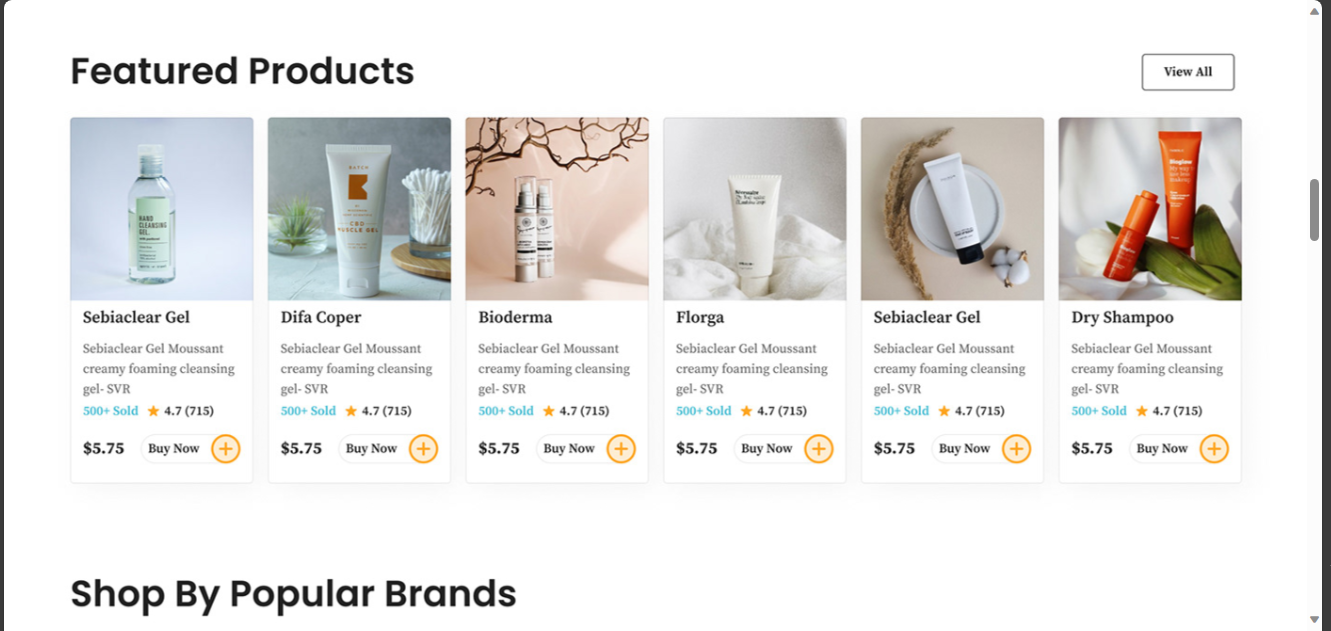 Featured Products
View All
HAND
CLEANSING
GEL.
BATCH
CBD
MUSCLE GEL
Bioglow
Sebiaclear Gel
Sebiaclear Gel Moussant
creamy foaming cleansing
gel- SVR
500+ Sold 4.7 (715)
$5.75 Buy Now
Difa Coper
Sebiaclear Gel Moussant
creamy foaming cleansing
gel- SVR
500+ Sold 4.7 (715)
$5.75 Buy Now
Bioderma
Sebiaclear Gel Moussant
creamy foaming cleansing
gel- SVR
500+ Sold 4.7 (715)
$5.75 Buy Now
Florga
Sebiaclear Gel Moussant
creamy foaming cleansing
gel- SVR
500+ Sold 4.7 (715)
$5.75 Buy Now
Sebiaclear Gel
Sebiaclear Gel Moussant
creamy foaming cleansing
gel- SVR
500+ Sold 4.7 (715)
$5.75 Buy Now
Dry Shampoo
Sebiaclear Gel Moussant
creamy foaming cleansing
gel- SVR
500+ Sold 4.7 (715)
$5.75 Buy Now
Shop By Popular Brands